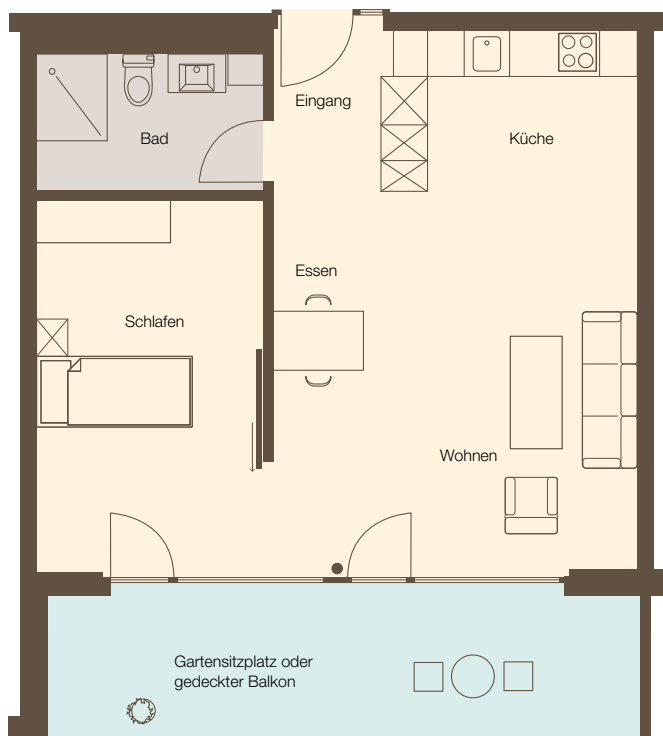 Eingang
Bad
Küche
Essen
Schlafen
Wohnen
Gartensitzplatz oder
gedeckter Balkon